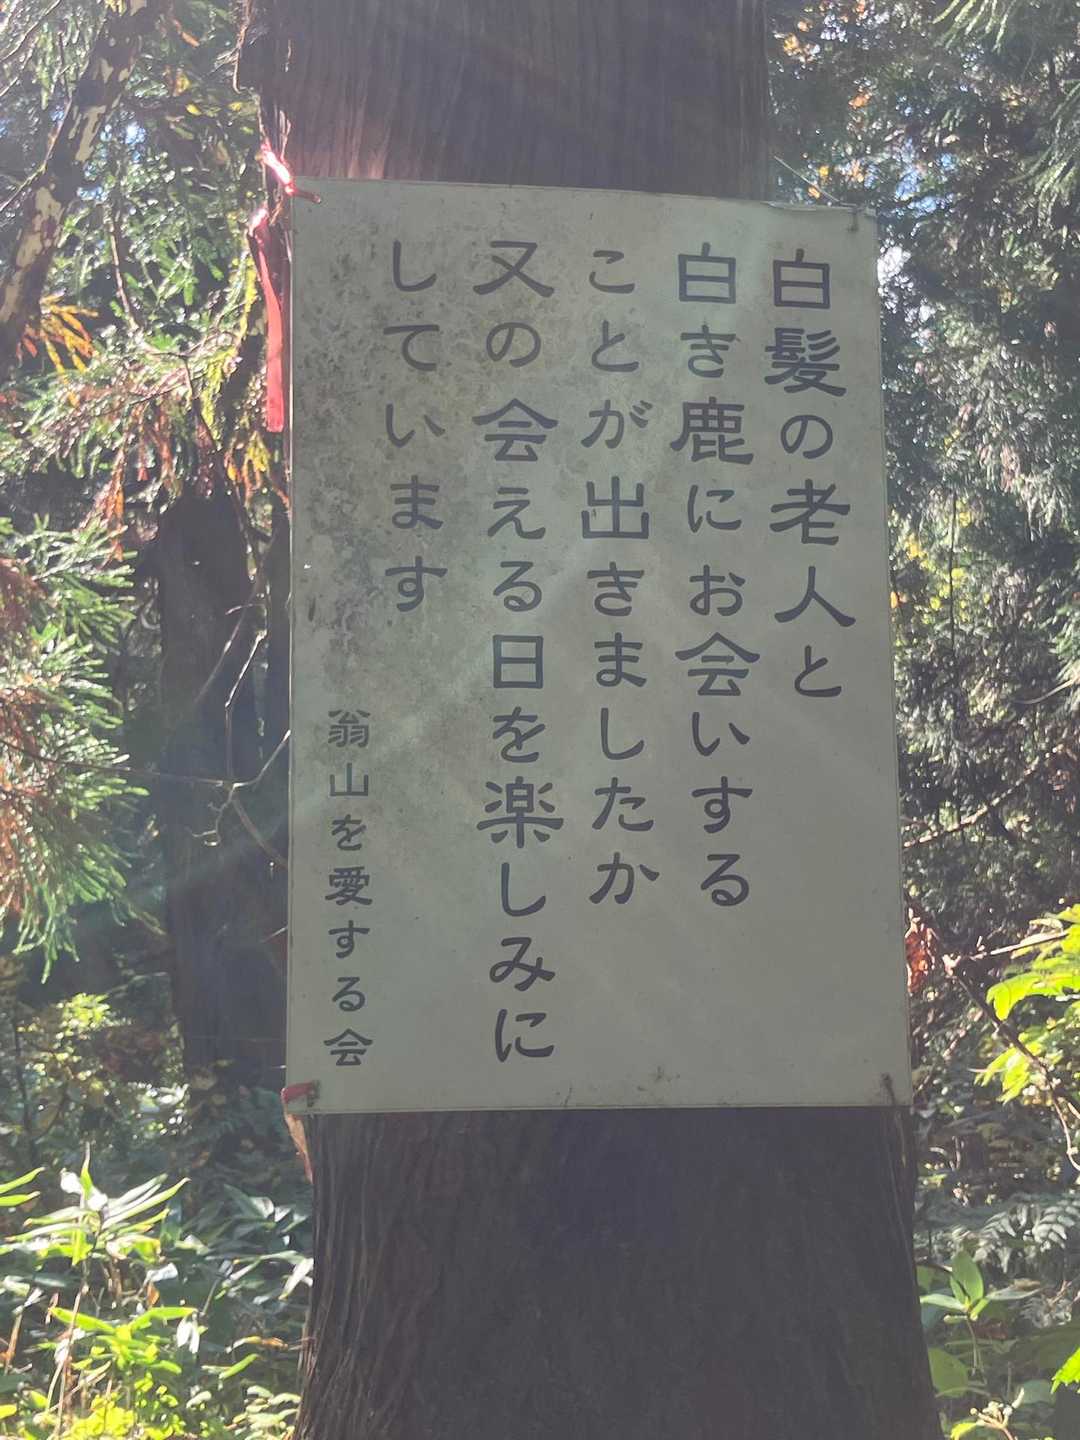 白髪の老人と
白き鹿にお会いする
ことが出きましたか
又の会える日を楽しみに
しています
翁山を愛する会